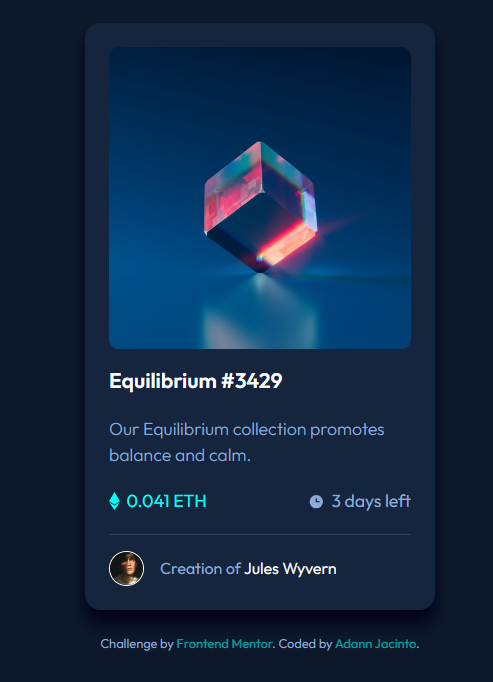 Equilibrium #3429
Our Equilibrium collection promotes
balance and calm.
0.041 ETH 3 days left
Creation of Jules Wyvern
Challenge by Frontend Mentor. Coded by Adann Jacinto.